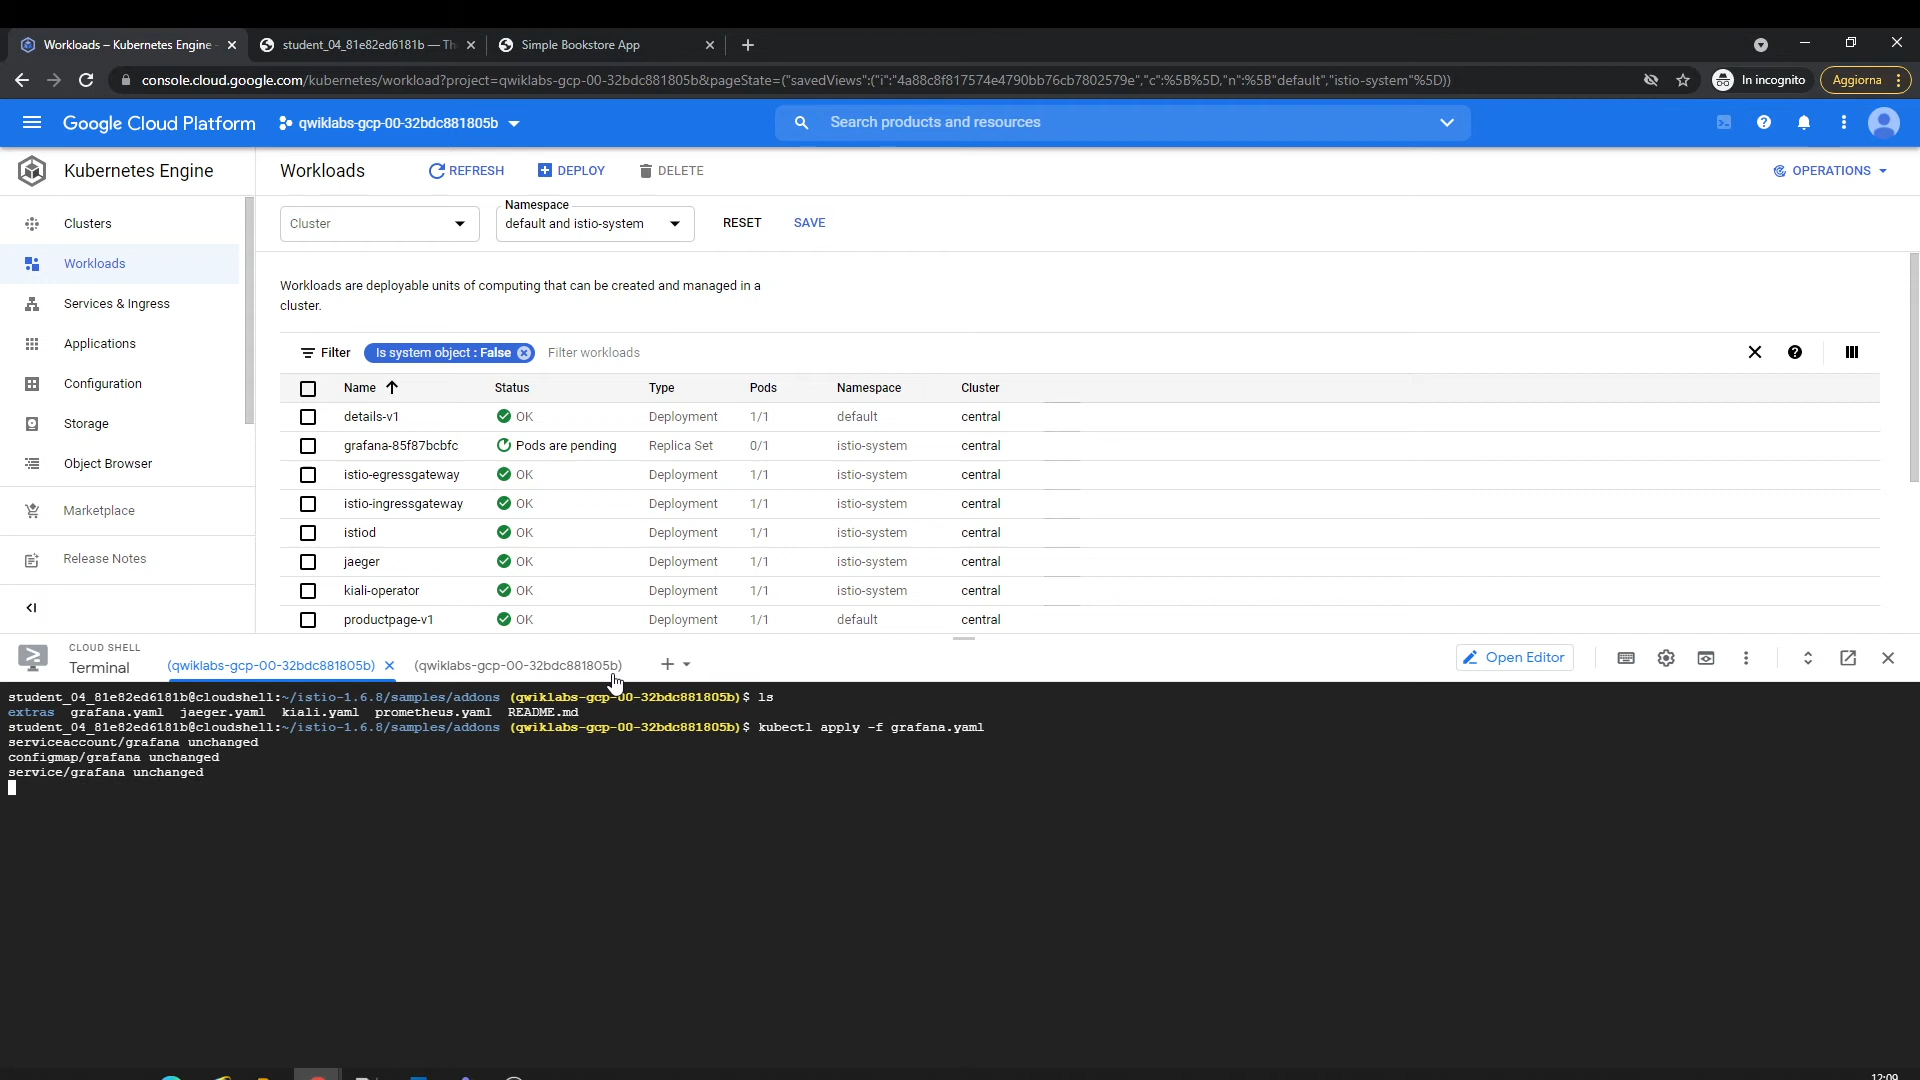 Workloads – Kubernetes Engine
student_04_81e82ed6181b — Th
Simple Bookstore App
console.cloud.google.com/kubernetes/workload?project=qwiklabs-gcp-00-32bdc881805b&pageState=("savedViews":("i":"4a88c8f817574e4790bb76cb7802579e","c":%5B%5D,"n":%5B"default","istio-system"%5D))
In incognito
Aggiorna
Google Cloud Platform
qwiklabs-gcp-00-32bdc881805b
Search products and resources
Kubernetes Engine
Workloads
REFRESH
DEPLOY
DELETE
OPERATIONS
Clusters
Workloads
Services & Ingress
Applications
Configuration
Storage
Object Browser
Marketplace
Release Notes
Cluster
Namespace
default and istio-system
RESET
SAVE
Workloads are deployable units of computing that can be created and managed in a
cluster.
Filter
Is system object : False
Filter workloads
Name Status Type Pods Namespace Cluster
details-v1 OK Deployment 1/1 default central
grafana-85f87bcbfc Pods are pending Replica Set 0/1 istio-system central
istio-egressgateway OK Deployment 1/1 istio-system central
istio-ingressgateway OK Deployment 1/1 istio-system central
istiod OK Deployment 1/1 istio-system central
jaeger OK Deployment 1/1 istio-system central
kiali-operator OK Deployment 1/1 istio-system central
productpage-v1 OK Deployment 1/1 default central
CLOUD SHELL
Terminal
(qwiklabs-gcp-00-32bdc881805b)
(qwiklabs-gcp-00-32bdc881805b)
Open Editor
student_04_81e82ed6181b@cloudshell:~/istio-1.6.8/samples/addons (qwiklabs-gcp-00-32bdc881805b)$ ls
extras grafana.yaml jaeger.yaml kiali.yaml prometheus.yaml README.md
student_04_81e82ed6181b@cloudshell:~/istio-1.6.8/samples/addons (qwiklabs-gcp-00-32bdc881805b)$ kubectl apply -f grafana.yaml
serviceaccount/grafana unchanged
configmap/grafana unchanged
service/grafana unchanged
12:09